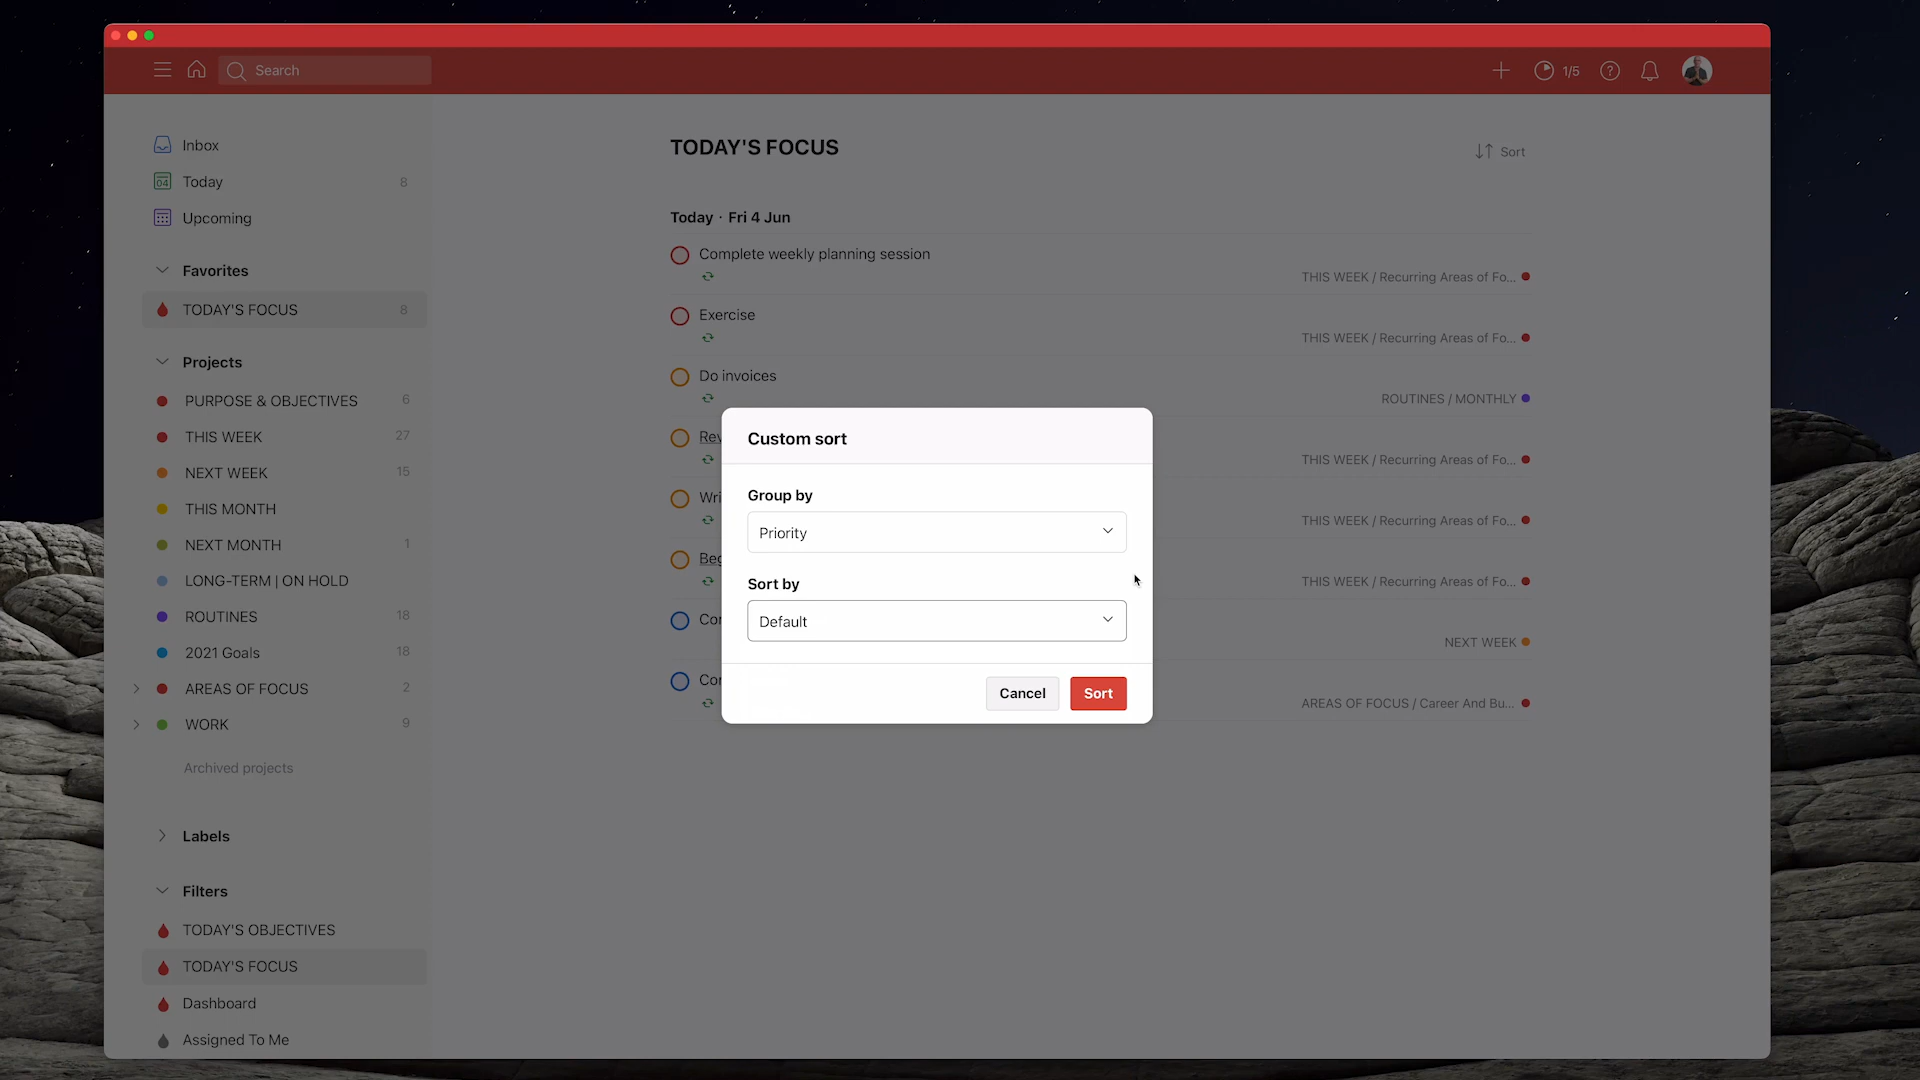 Search
1/5
Inbox
Today 8
Upcoming
Favorites
TODAY'S FOCUS 8
Projects
PURPOSE & OBJECTIVES 6
THIS WEEK 27
NEXT WEEK 15
THIS MONTH
NEXT MONTH 1
LONG-TERM | ON HOLD
ROUTINES 18
2021 Goals 18
AREAS OF FOCUS 2
WORK 9
Archived projects
Labels
Filters
TODAY'S OBJECTIVES
TODAY'S FOCUS
Dashboard
Assigned To Me
TODAY'S FOCUS
Sort
Today · Fri 4 Jun
Complete weekly planning session
THIS WEEK / Recurring Areas of Fo...
Exercise
THIS WEEK / Recurring Areas of Fo...
Do invoices
ROUTINES / MONTHLY
Rev
THIS WEEK / Recurring Areas of Fo...
Wri
THIS WEEK / Recurring Areas of Fo...
Beg
THIS WEEK / Recurring Areas of Fo...
Cor
NEXT WEEK
Cor
AREAS OF FOCUS / Career And Bu...
Custom sort
Group by
Priority
Sort by
Default
Cancel
Sort